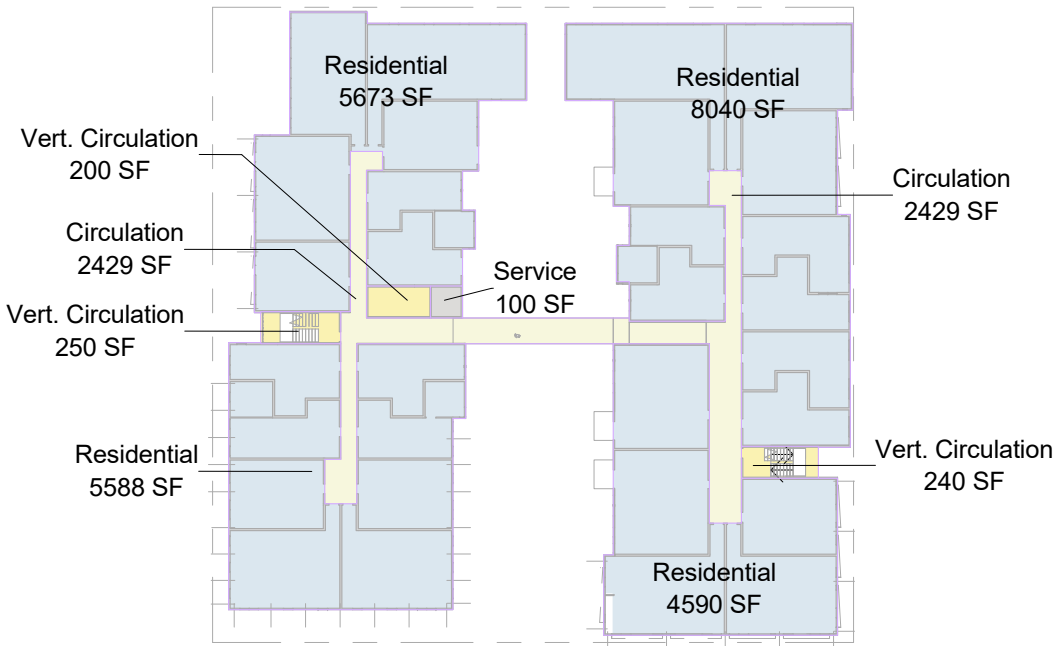 Residential
5673 SF
Residential
8040 SF
Vert. Circulation
200 SF
Circulation
2429 SF
Circulation
2429 SF
Service
100 SF
Vert. Circulation
250 SF
Residential
5588 SF
Vert. Circulation
240 SF
Residential
4590 SF